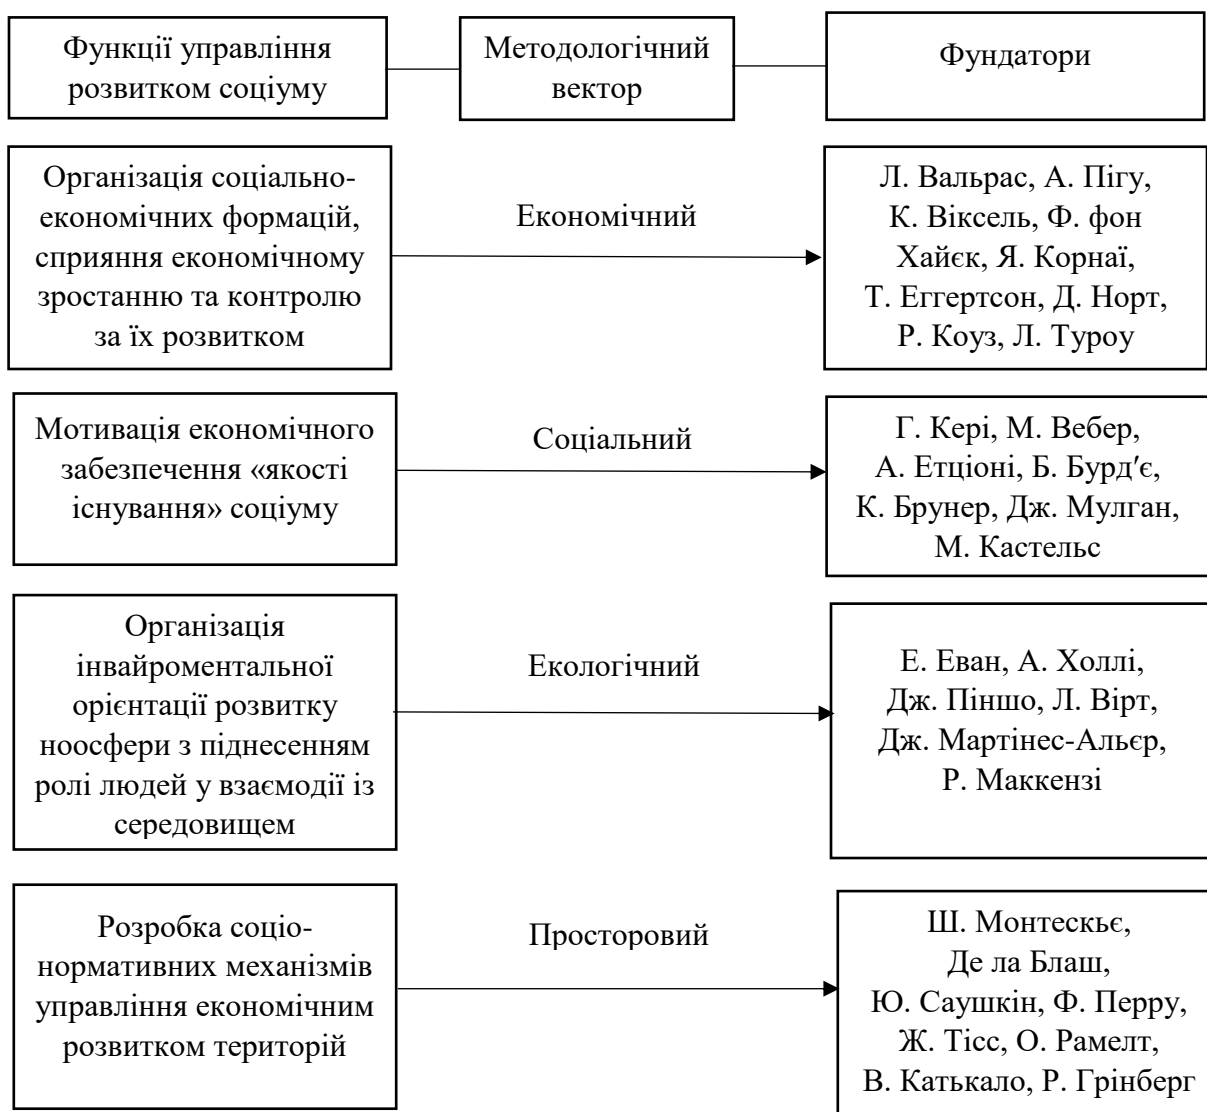 Функції управління
розвитком соціуму
Методологічний
вектор
Фундатори
Організація соціально-
економічних формацій,
сприяння економічному
зростанню та контролю
за їх розвитком
Економічний
Л. Вальрас, А. Пігу,
К. Віксель, Ф. фон
Хайєк, Я. Корнаї,
Т. Еггертсон, Д. Норт,
Р. Коуз, Л. Туроу
Мотивація економічного
забезпечення «якості
існування» соціуму
Соціальний
Г. Кері, М. Вебер,
А. Етціоні, Б. Бурд′є,
К. Брунер, Дж. Мулган,
М. Кастельс
Організація
інвайроментальної
орієнтації розвитку
ноосфери з піднесенням
ролі людей у взаємодії із
середовищем
Екологічний
Е. Еван, А. Холлі,
Дж. Піншо, Л. Вірт,
Дж. Мартінес-Альєр,
Р. Маккензі
Розробка соціо-
нормативних механізмів
управління економічним
розвитком територій
Просторовий
Ш. Монтескьє,
Де ла Блаш,
Ю. Саушкін, Ф. Перру,
Ж. Тісс, О. Рамелт,
В. Катькало, Р. Грінберг